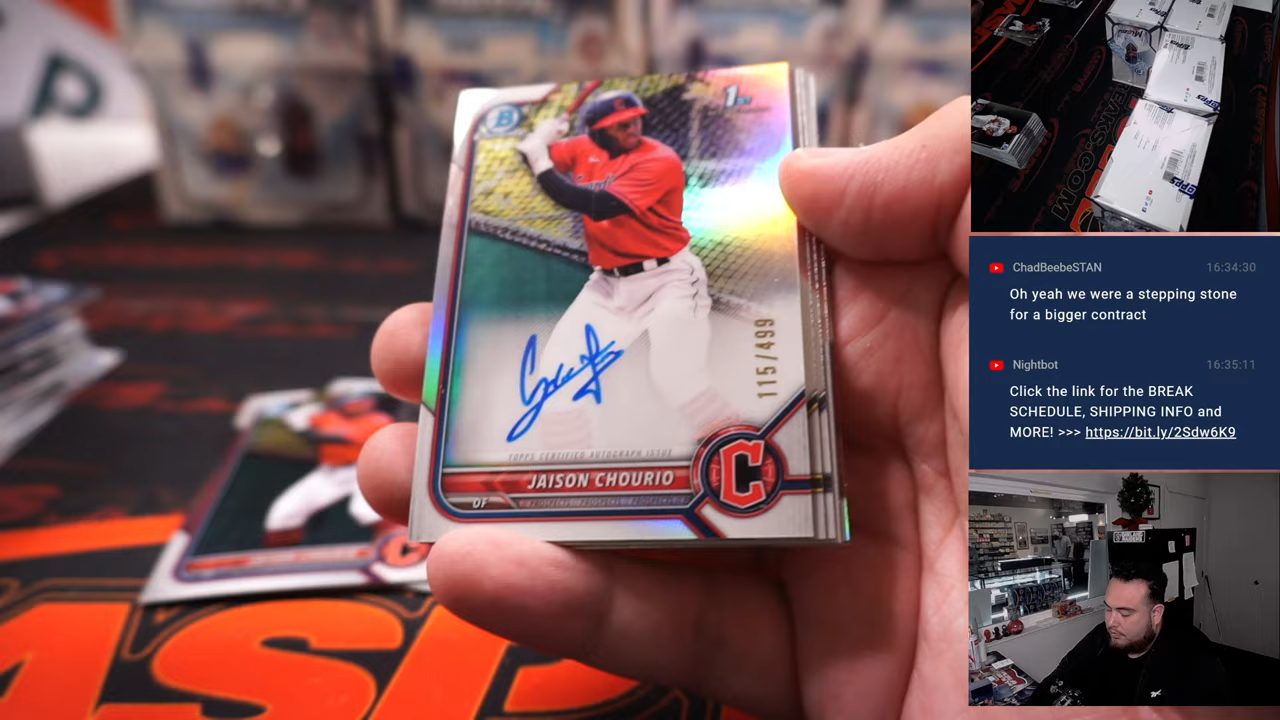 B
1st
115/499
TOPPS CERTIFIED AUTOGRAPH ISSUE
JAISON CHOURIO
OF
C
ChadBeebeSTAN 16:34:30
Oh yeah we were a stepping stone
for a bigger contract
Nightbot 16:35:11
Click the link for the BREAK
SCHEDULE, SHIPPING INFO and
MORE! >>> https://bit.ly/2Sdw6K9